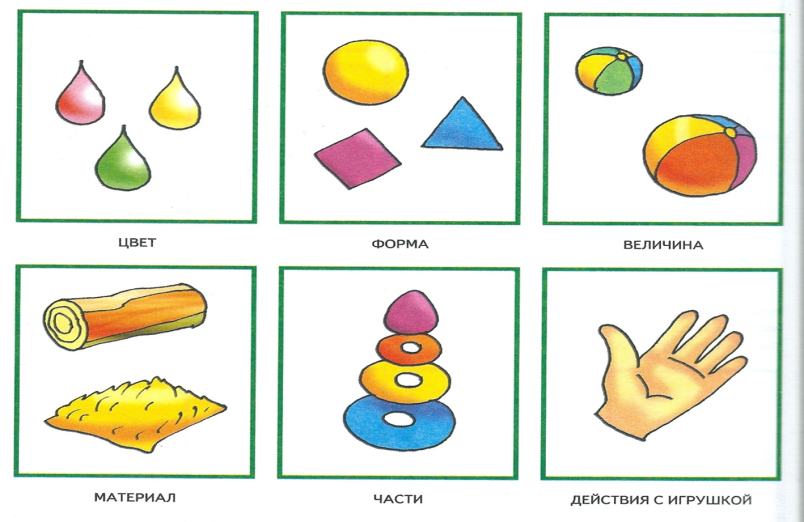 ЦВЕТ
ФОРМА
ВЕЛИЧИНА
МАТЕРИАЛ
ЧАСТИ
ДЕЙСТВИЯ С ИГРУШКОЙ